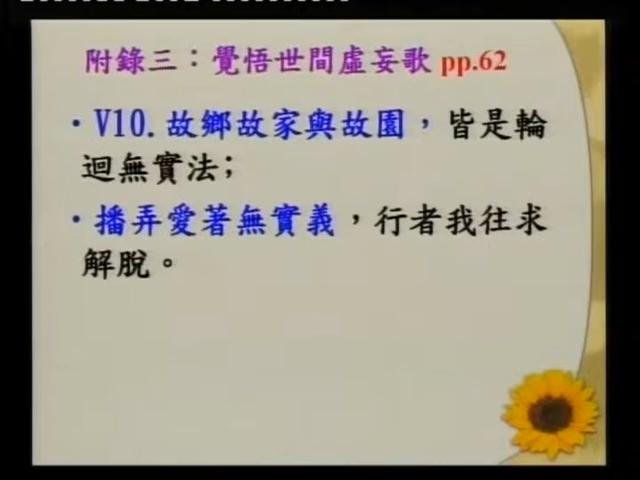 附錄三：覺悟世間虛妄歌 pp.62
・V10. 故鄉故家與故園，皆是輪
迴無實法；
・播弄愛著無實義，行者我往求
解脫。